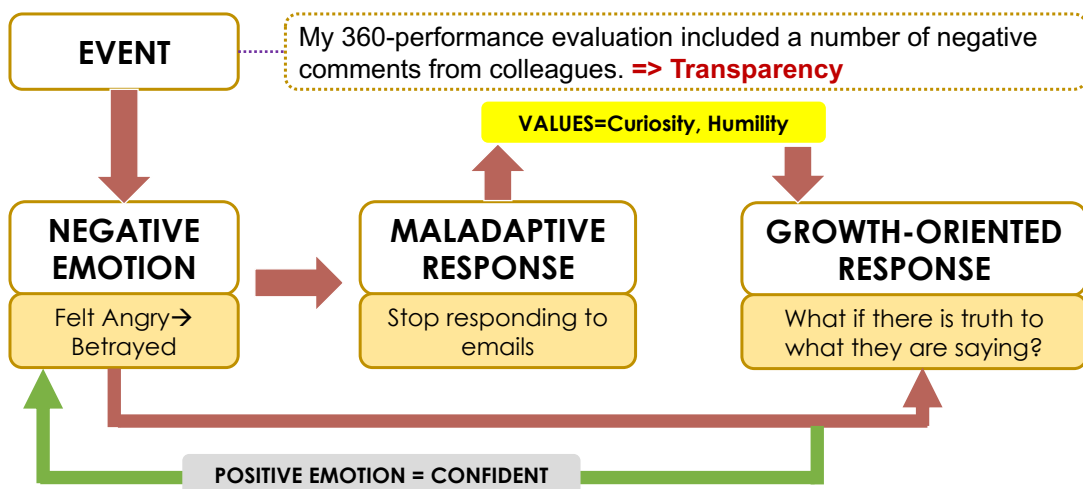 EVENT
My 360-performance evaluation included a number of negative
comments from colleagues. => Transparency
VALUES=Curiosity, Humility
NEGATIVE
EMOTION
Felt Angry→
Betrayed
MALADAPTIVE
RESPONSE
Stop responding to
emails
GROWTH-ORIENTED
RESPONSE
What if there is truth to
what they are saying?
POSITIVE EMOTION = CONFIDENT